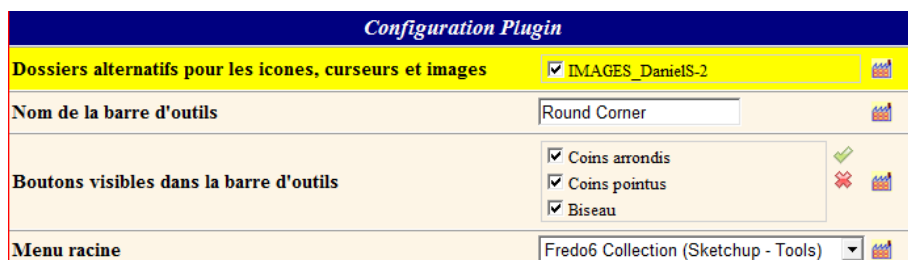 Configuration Plugin
Dossiers alternatifs pour les icones, curseurs et images IMAGES_DanielS-2
Nom de la barre d'outils Round Corner
Coins arrondis
Boutons visibles dans la barre d'outils Coins pointus
Biseau
Menu racine Fredo6 Collection (Sketchup - Tools)